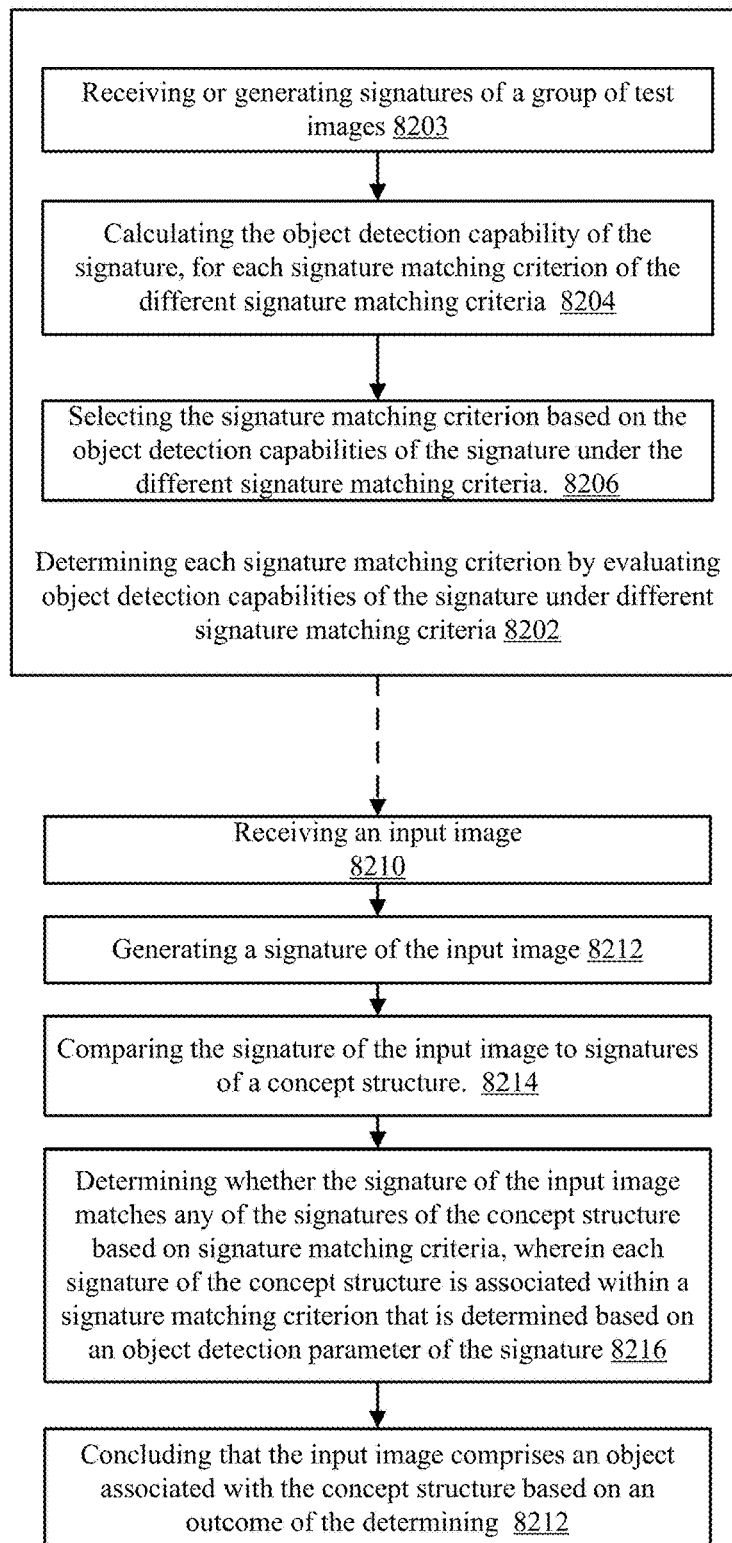 Receiving or generating signatures of a group of test
images 8203
Calculating the object detection capability of the
signature, for each signature matching criterion of the
different signature matching criteria 8204
Selecting the signature matching criterion based on the
object detection capabilities of the signature under the
different signature matching criteria. 8206
Determining each signature matching criterion by evaluating
object detection capabilities of the signature under different
signature matching criteria 8202
Receiving an input image
8210
Generating a signature of the input image 8212
Comparing the signature of the input image to signatures
of a concept structure. 8214
Determining whether the signature of the input image
matches any of the signatures of the concept structure
based on signature matching criteria, wherein each
signature of the concept structure is associated within a
signature matching criterion that is determined based on
an object detection parameter of the signature 8216
Concluding that the input image comprises an object
associated with the concept structure based on an
outcome of the determining 8212